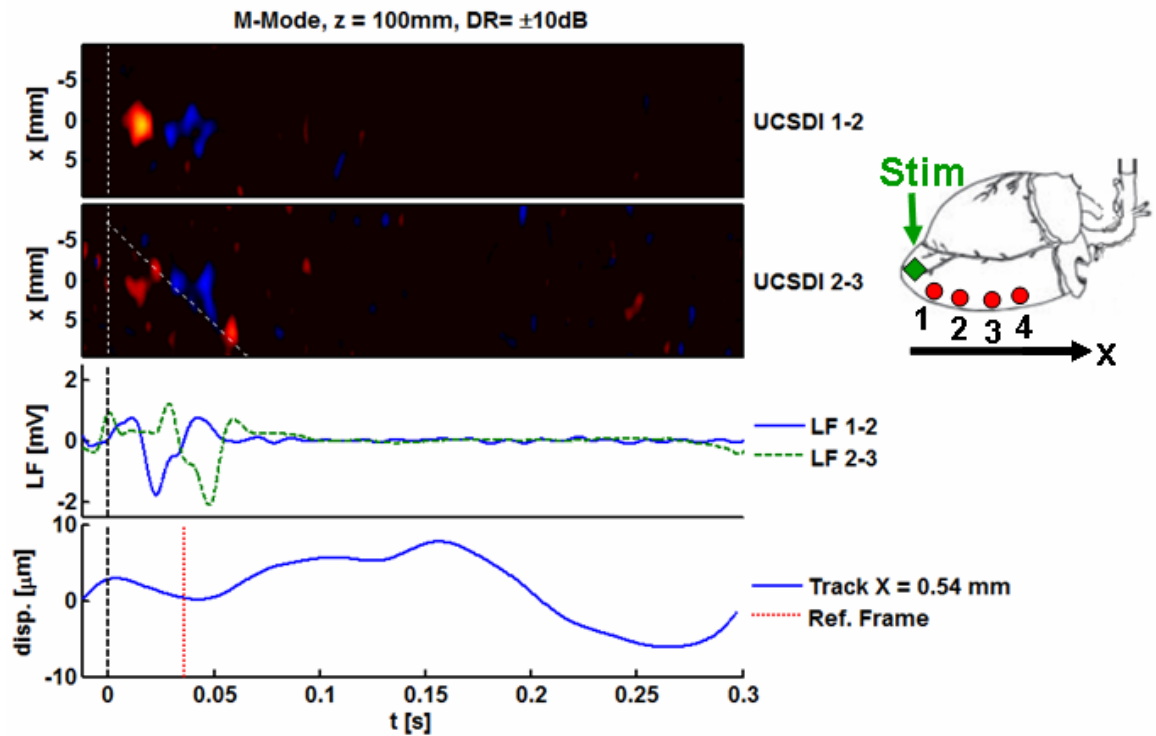 M-Mode, z = 100mm, DR= ±10dB
x [mm]
-5
0
5
UCSDI 1-2
x [mm]
-5
0
5
UCSDI 2-3
Stim
1 2 3 4
X
LF [mV]
2
0
-2
LF 1-2
LF 2-3
disp. [μm]
10
0
-10
Track X = 0.54 mm
Ref. Frame
0 0.05 0.1 0.15 0.2 0.25 0.3
t [s]